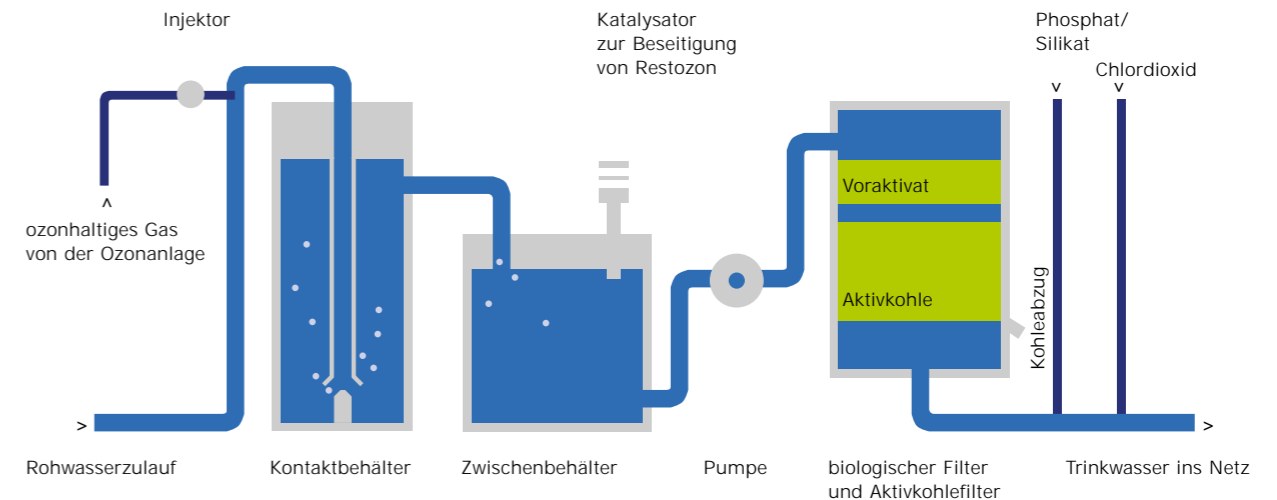 Injektor
Katalysator
zur Beseitigung
von Restozon
Phosphat/
Silikat
Chlordioxid
>
>
ozonhaltiges Gas
von der Ozonanlage
>
Voraktivat
Aktivkohle
Kohleabzug
>
>
Rohwasserzulauf
Kontaktbehälter
Zwischenbehälter
Pumpe
biologischer Filter
und Aktivkohlefilter
Trinkwasser ins Netz